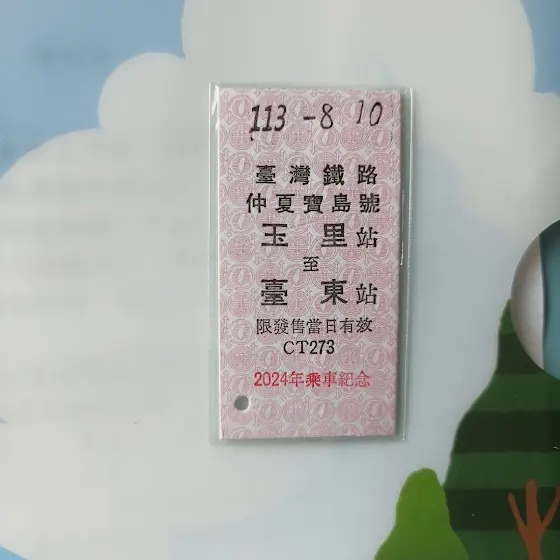 113 -8 10
臺灣鐵路
仲夏寶島號
玉里站
至
臺東站
限發售當日有效
CT273
2024年乘車紀念